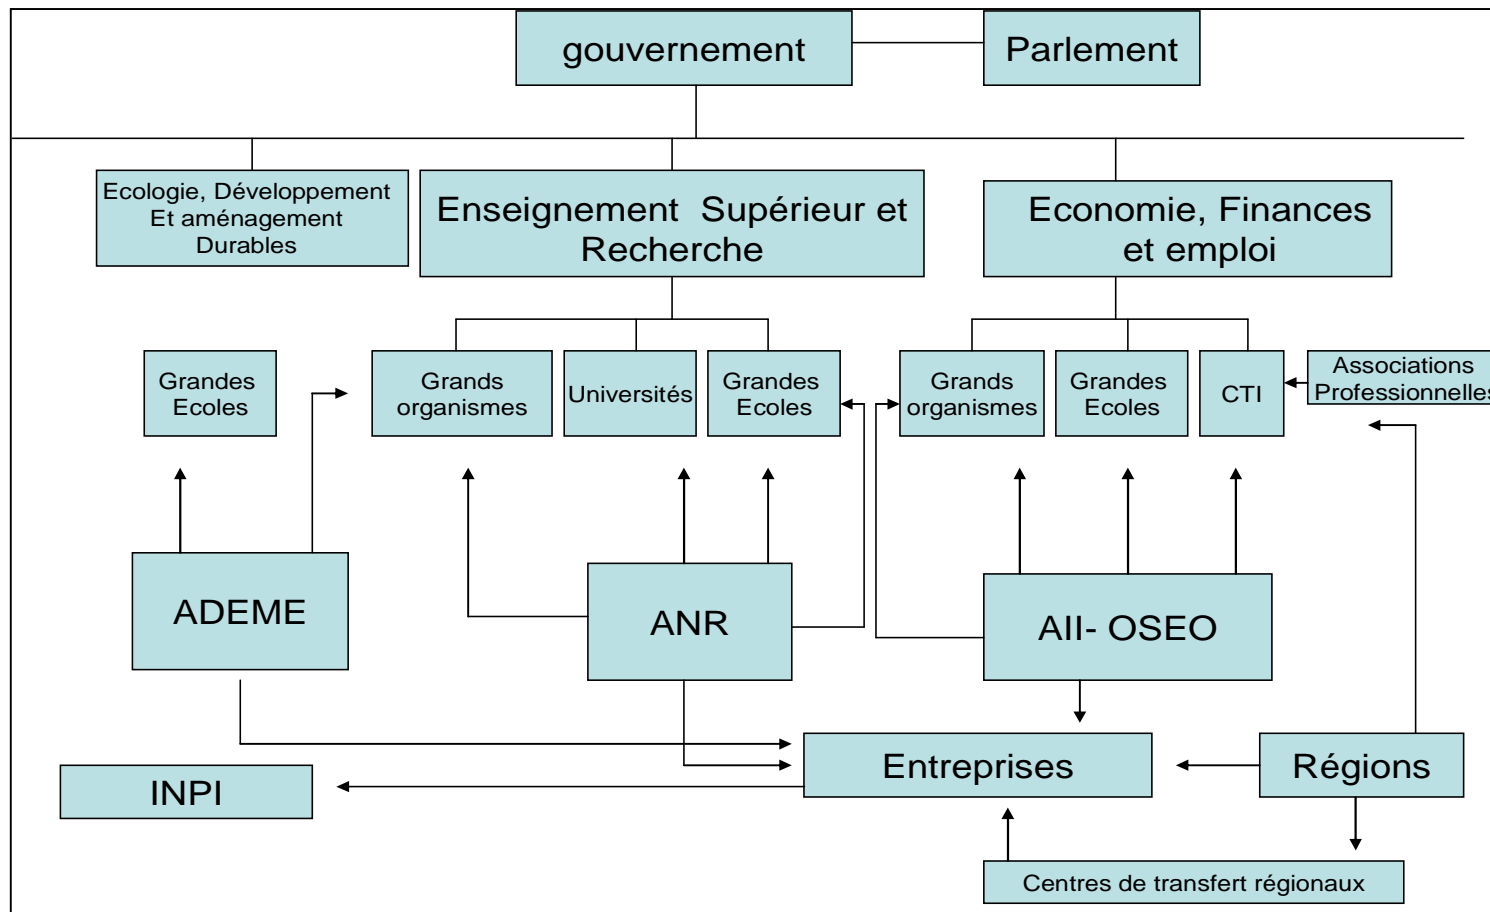 gouvernement
Parlement
Ecologie, Développement
Et aménagement
Durables
Enseignement Supérieur et
Recherche
Economie, Finances
et emploi
Grandes
Ecoles
Grands
organismes
Universités
Grandes
Ecoles
Grands
organismes
Grandes
Ecoles
CTI
Associations
Professionnelles
ADEME
ANR
AII- OSEO
Entreprises
Régions
INPI
Centres de transfert régionaux